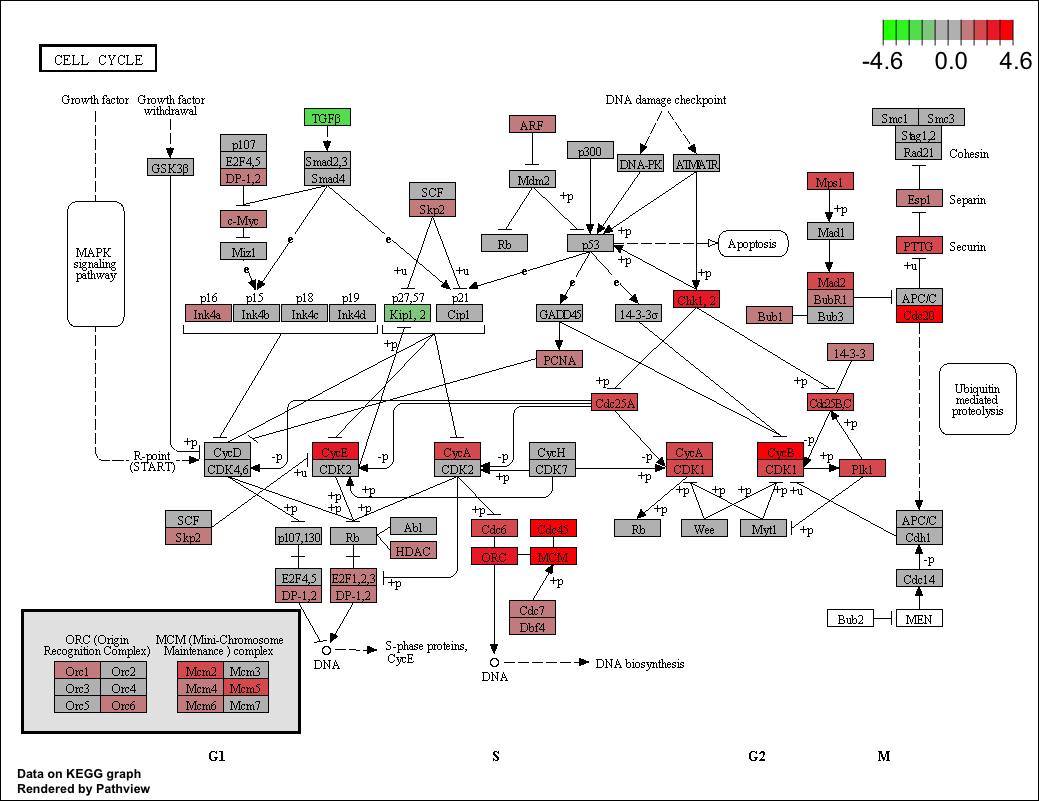 CELL CYCLE
-4.6 0.0 4.6
Growth factor
Growth factor
withdrawal
TGFβ
ARF
DNA damage checkpoint
Smc1
Smc3
Stag1,2
Rad21
Cohesin
p107
E2F4,5
DP-1,2
GSK3β
Smad2,3
Smad4
p300
DNA-PK
ATMATR
Mdm2
SCF
Skp2
+p
Mps1
+p
Mad1
Esp1
Separin
c-Myc
Miz1
MAPK
signaling
pathway
Rb
p53
+p
+p
Apoptosis
PTTG
Securin
+u
e
e
e
e
+u
+u
e
e
e
+p
Mad2
BubR1
Bub3
Bub1
APC/C
Cdc20
p16
Ink4a
p15
Ink4b
p18
Ink4c
p19
Ink4d
p27,57
Kip1, 2
p21
Cip1
GADD45
14-3-3σ
Chk1, 2
+p
PCNA
14-3-3
+p
Cdc25A
+p
Cdc25B,C
Ubiquitin
mediated
proteolysis
R-point
(START)
+p
CycD
CDK4,6
-p
+u
CycE
CDK2
-p
CycA
CDK2
-p
+p
CycH
CDK7
+p
CycA
CDK1
CycB
CDK1
-p
+p
+p
Plk1
SCF
Skp2
+p
+p
+p
+p
+p
+p
+p
+p
+u
+p
p107,130
Rb
Abl
HDAC
Cdc6
Cdc45
ORC
MCM
+p
Rb
Wee
Myt1
APC/C
Cdh1
-p
Cdc14
E2F4,5
DP-1,2
E2F1,2,3
DP-1,2
+p
Cdc7
Dbf4
Bub2
MEN
DNA
S-phase proteins,
CycE
DNA
DNA biosynthesis
ORC (Origin
Recognition Complex)
MCM (Mini-Chromosome
Maintenance ) complex
Orc1 Orc2 Mcm2 Mcm3
Orc3 Orc4 Mcm4 Mcm5
Orc5 Orc6 Mcm6 Mcm7
G1 S G2 M
Data on KEGG graph
Rendered by Pathview